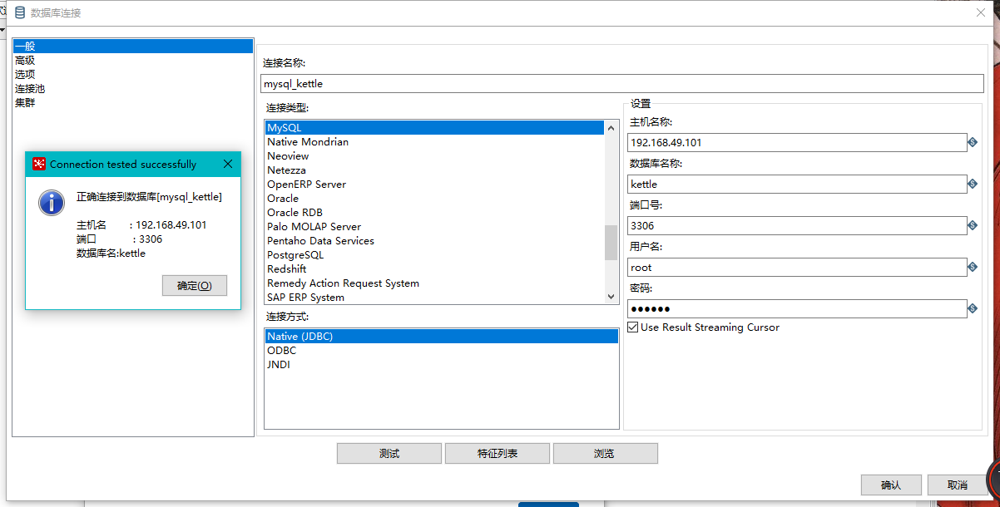 数据库连接
一般
高级
选项
连接池
集群
Connection tested successfully
正确连接到数据库[mysql_kettle]
主机名 : 192.168.49.101
端口 : 3306
数据库名:kettle
确定(O)
连接名称:
mysql_kettle
连接类型:
MySQL
Native Mondrian
Neoview
Netezza
OpenERP Server
Oracle
Oracle RDB
Palo MOLAP Server
Pentaho Data Services
PostgreSQL
Redshift
Remedy Action Request System
SAP ERP System
连接方式:
Native (JDBC)
ODBC
JNDI
设置
主机名称:
192.168.49.101
数据库名称:
kettle
端口号:
3306
用户名:
root
密码:
●●●●●●
Use Result Streaming Cursor
测试
特征列表
浏览
确认
取消